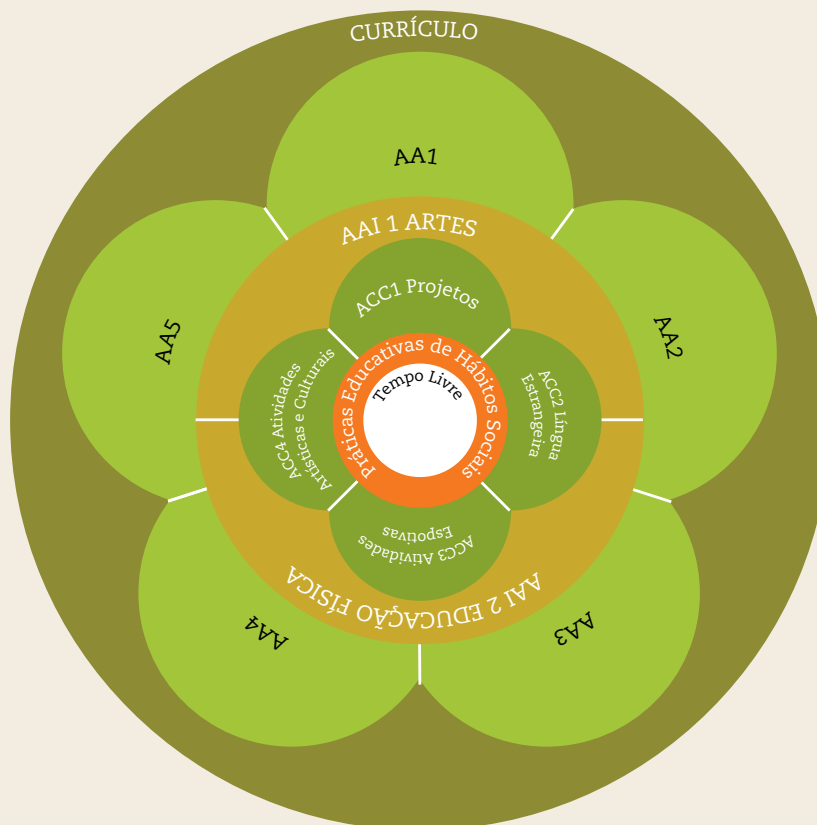 CURRÍCULO
AA1
AAI 1 ARTES
ACC1 Projetos
AA5
AA2
Práticas Educativas de Hábitos Sociais
Tempo Livre
ACC4 Atividades
Artísticas e Culturais
ACC2 Língua
Estrangeira
ACC3 Atividades
Espotivas
AAI 2 EDUCAÇÃO FÍSICA
AA4
AA3